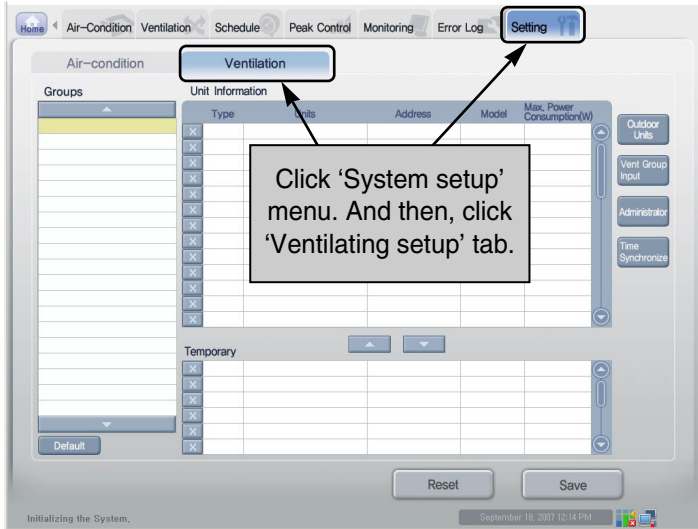 Home Air-Condition Ventilation Schedule Peak Control Monitoring Error Log Setting
Air-condition Ventilation
Groups
Unit Information
Type Units Address Model Max, Power
Consumption(W)
Outdoor
Units
Vent Group
Input
Administrator
Time
Synchronize
Click ‘System setup’
menu. And then, click
‘Ventilating setup’ tab.
Temporary
Default
Reset Save
Initializing the System, September 18, 2007 12:14 PM